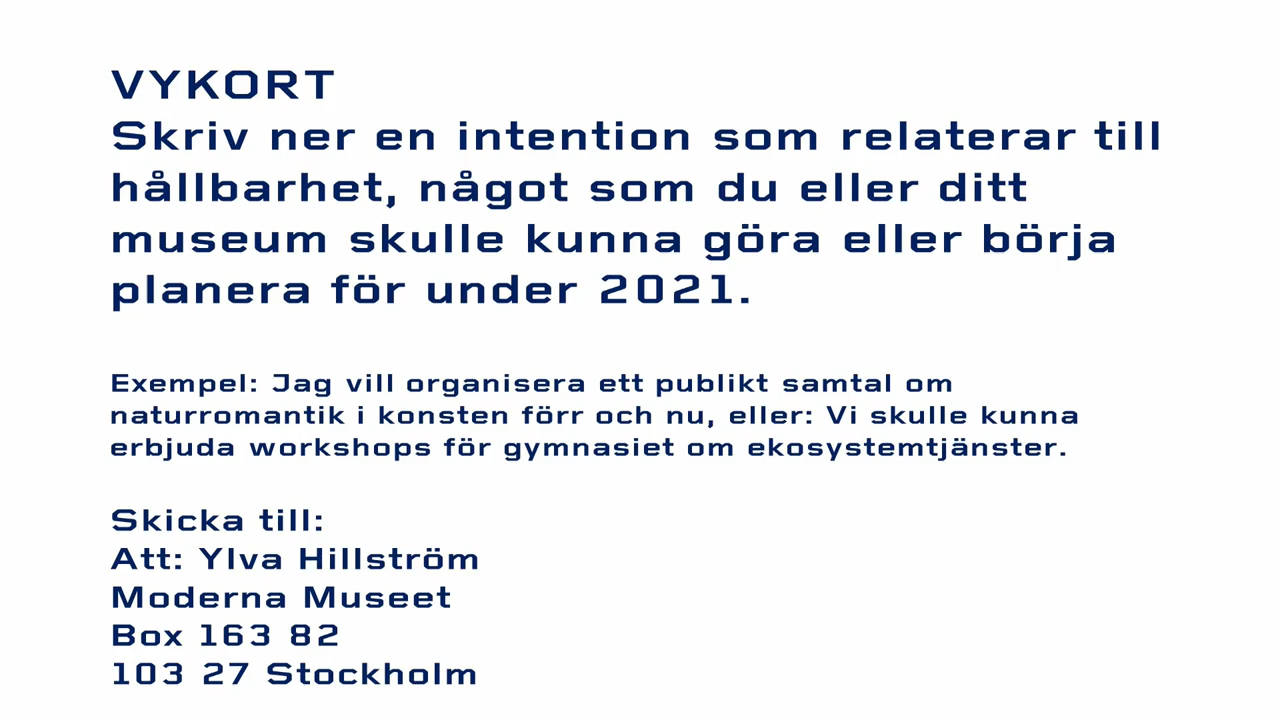 VYKORT
Skriv ner en intention som relaterar till
hållbarhet, något som du eller ditt
museum skulle kunna göra eller börja
planera för under 2021.
Exempel: Jag vill organisera ett publikt samtal om
naturromantik i konsten förr och nu, eller: Vi skulle kunna
erbjuda workshops för gymnasiet om ekosystemtjänster.
Skicka till:
Att: Ylva Hillström
Moderna Museet
Box 163 82
103 27 Stockholm